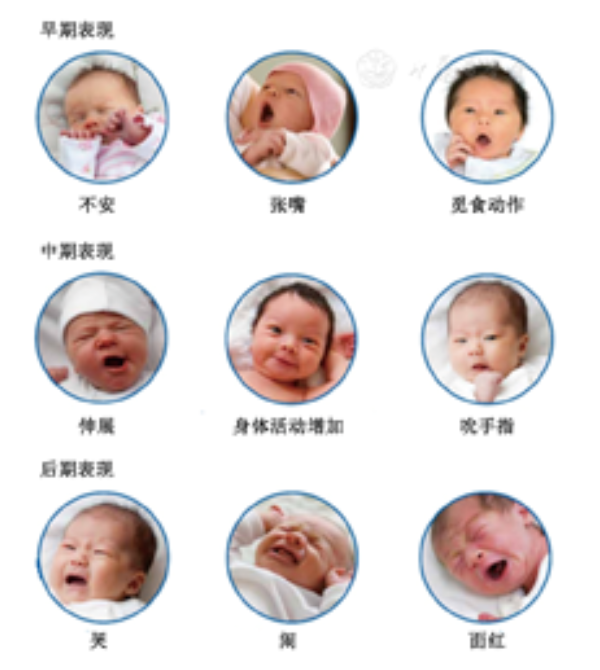 早期表现
不安 张嘴 觅食动作
中期表现
伸展 身体活动增加 吮手指
后期表现
哭 闹 面红